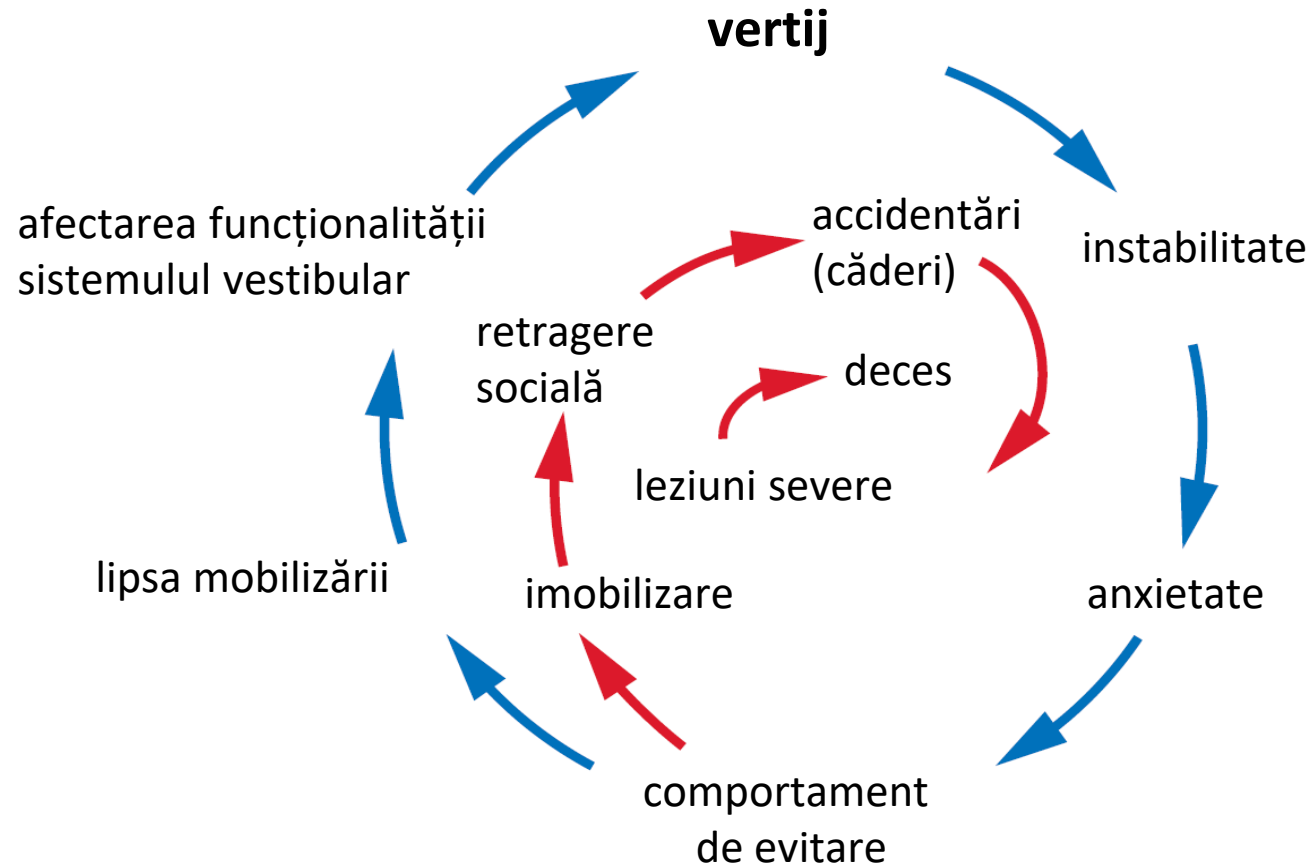 vertij
afectarea funcționalității
sistemulul vestibular
accidentări
(căderi)
instabilitate
retragere
socială
deces
leziuni severe
lipsa mobilizării
imobilizare
anxietate
comportament
de evitare